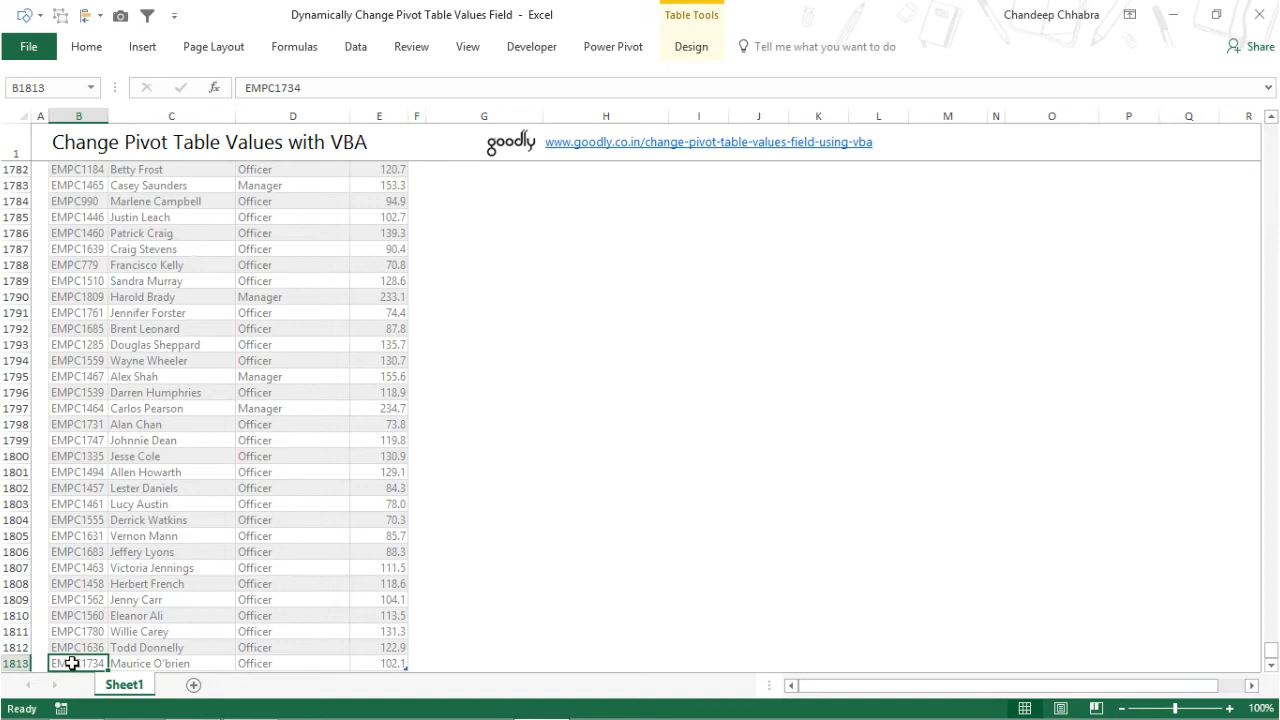 Dynamically Change Pivot Table Values Field - Excel
Table Tools
Chandeep Chhabra
File Home Insert Page Layout Formulas Data Review View Developer Power Pivot Design Tell me what you want to do Share
B1813 fx EMPC1734
A B C D E F G H I J K L M N O P Q R
1 Change Pivot Table Values with VBA goodly www.goodly.co.in/change-pivot-table-values-field-using-vba
1782 EMPC1184 Betty Frost Officer 120.7
1783 EMPC1465 Casey Saunders Manager 153.3
1784 EMPC990 Marlene Campbell Officer 94.9
1785 EMPC1446 Justin Leach Officer 102.7
1786 EMPC1460 Patrick Craig Officer 139.3
1787 EMPC1639 Craig Stevens Officer 90.4
1788 EMPC779 Francisco Kelly Officer 70.8
1789 EMPC1510 Sandra Murray Officer 128.6
1790 EMPC1809 Harold Brady Manager 233.1
1791 EMPC1761 Jennifer Forster Officer 74.4
1792 EMPC1685 Brent Leonard Officer 87.8
1793 EMPC1285 Douglas Sheppard Officer 135.7
1794 EMPC1559 Wayne Wheeler Officer 130.7
1795 EMPC1467 Alex Shah Manager 155.6
1796 EMPC1539 Darren Humphries Officer 118.9
1797 EMPC1464 Carlos Pearson Manager 234.7
1798 EMPC1731 Alan Chan Officer 73.8
1799 EMPC1747 Johnnie Dean Officer 119.8
1800 EMPC1335 Jesse Cole Officer 130.9
1801 EMPC1494 Allen Howarth Officer 129.1
1802 EMPC1457 Lester Daniels Officer 84.3
1803 EMPC1461 Lucy Austin Officer 78.0
1804 EMPC1555 Derrick Watkins Officer 70.3
1805 EMPC1631 Vernon Mann Officer 85.7
1806 EMPC1683 Jeffery Lyons Officer 88.3
1807 EMPC1463 Victoria Jennings Officer 111.5
1808 EMPC1458 Herbert French Officer 118.6
1809 EMPC1562 Jenny Carr Officer 104.1
1810 EMPC1560 Eleanor Ali Officer 113.5
1811 EMPC1780 Willie Carey Officer 131.3
1812 EMPC1636 Todd Donnelly Officer 122.9
1813 EMPC1734 Maurice O'brien Officer 102.1
Sheet1
Ready 100%